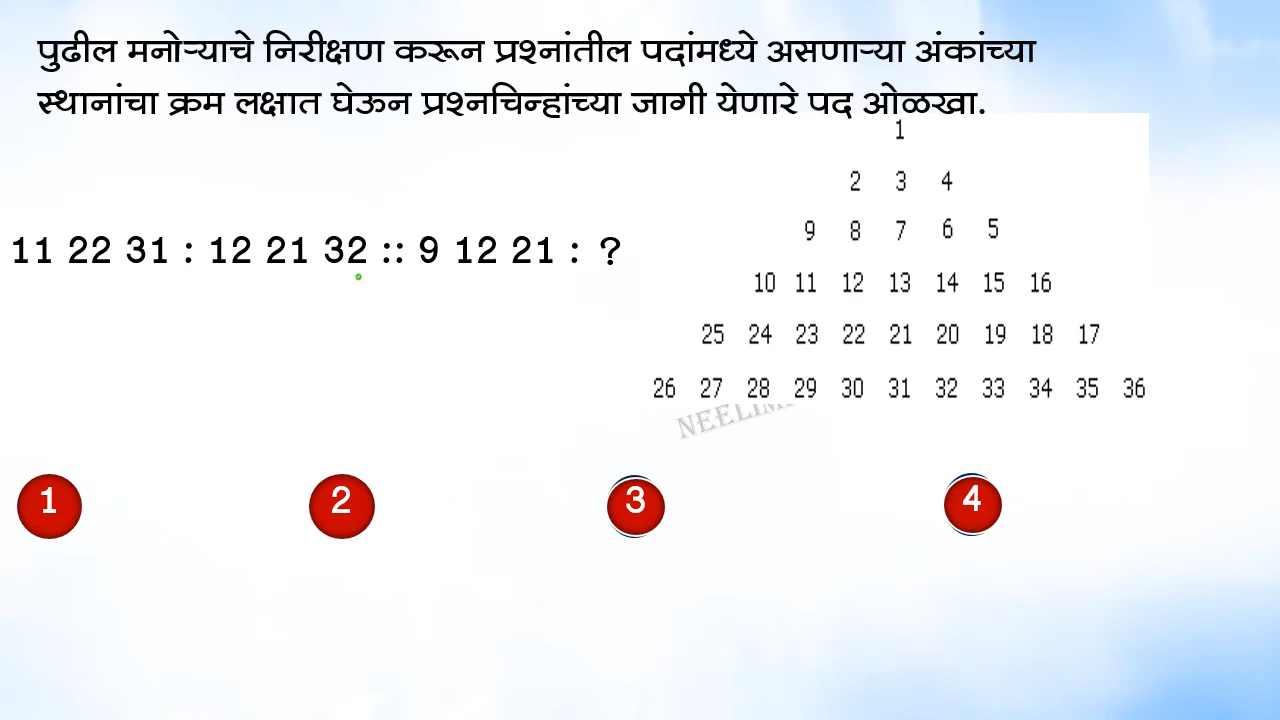 पुढील मनोऱ्याचे निरीक्षण करून प्रश्नांतील पदांमध्ये असणाऱ्या अंकांच्या
स्थानांचा क्रम लक्षात घेऊन प्रश्नचिन्हांच्या जागी येणारे पद ओळखा.
1
2 3 4
9 8 7 6 5
10 11 12 13 14 15 16
25 24 23 22 21 20 19 18 17
26 27 28 29 30 31 32 33 34 35 36
11 22 31 : 12 21 32 :: 9 12 21 : ?
1 2 3 4